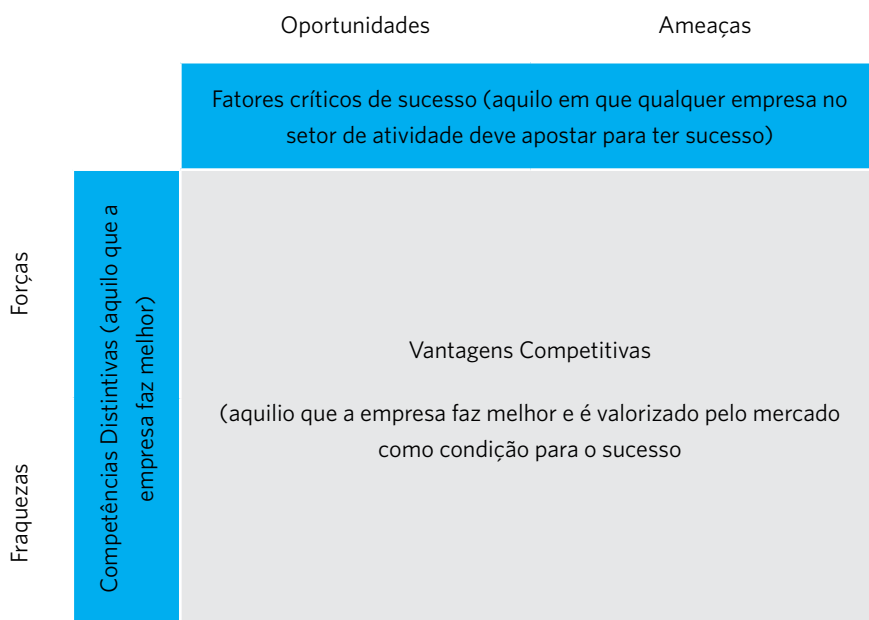 Oportunidades
Ameaças
Fatores críticos de sucesso (aquilo em que qualquer empresa no
setor de atividade deve apostar para ter sucesso)
Forças
Fraquezas
Competências Distintivas (aquilo que a
empresa faz melhor)
Vantagens Competitivas
(aquilio que a empresa faz melhor e é valorizado pelo mercado
como condição para o sucesso